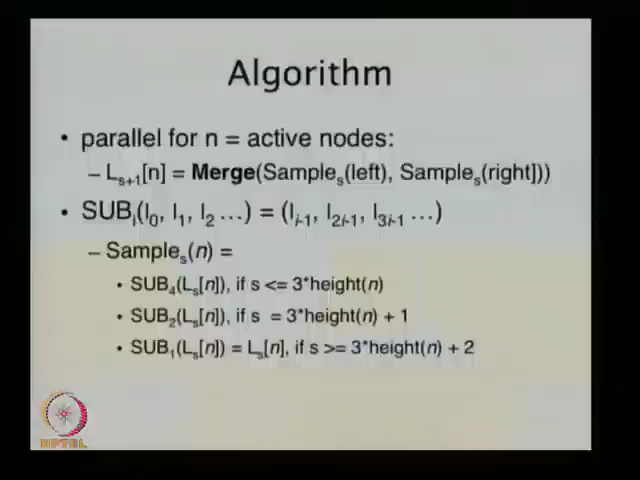 Algorithm
• parallel for n = active nodes:
– Ls+1[n] = Merge(Samples(left), Samples(right]))
• SUBi(l0, l1, l2 ...) = (li-1, l2i-1, l3i-1 ...)
– Samples(n) =
• SUB4(Ls[n]), if s <= 3*height(n)
• SUB2(Ls[n]), if s = 3*height(n) + 1
• SUB1(Ls[n]) = Ls[n], if s >= 3*height(n) + 2
NPTEL